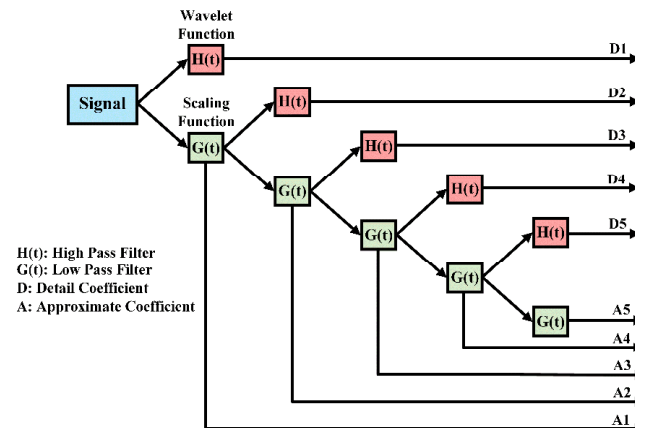 Wavelet
Function
H(t)
D1
Signal
Scaling
Function
H(t)
D2
G(t)
H(t)
D3
G(t)
H(t)
D4
G(t)
H(t)
D5
G(t)
G(t)
A5
A4
A3
A2
A1
H(t): High Pass Filter
G(t): Low Pass Filter
D: Detail Coefficient
A: Approximate Coefficient